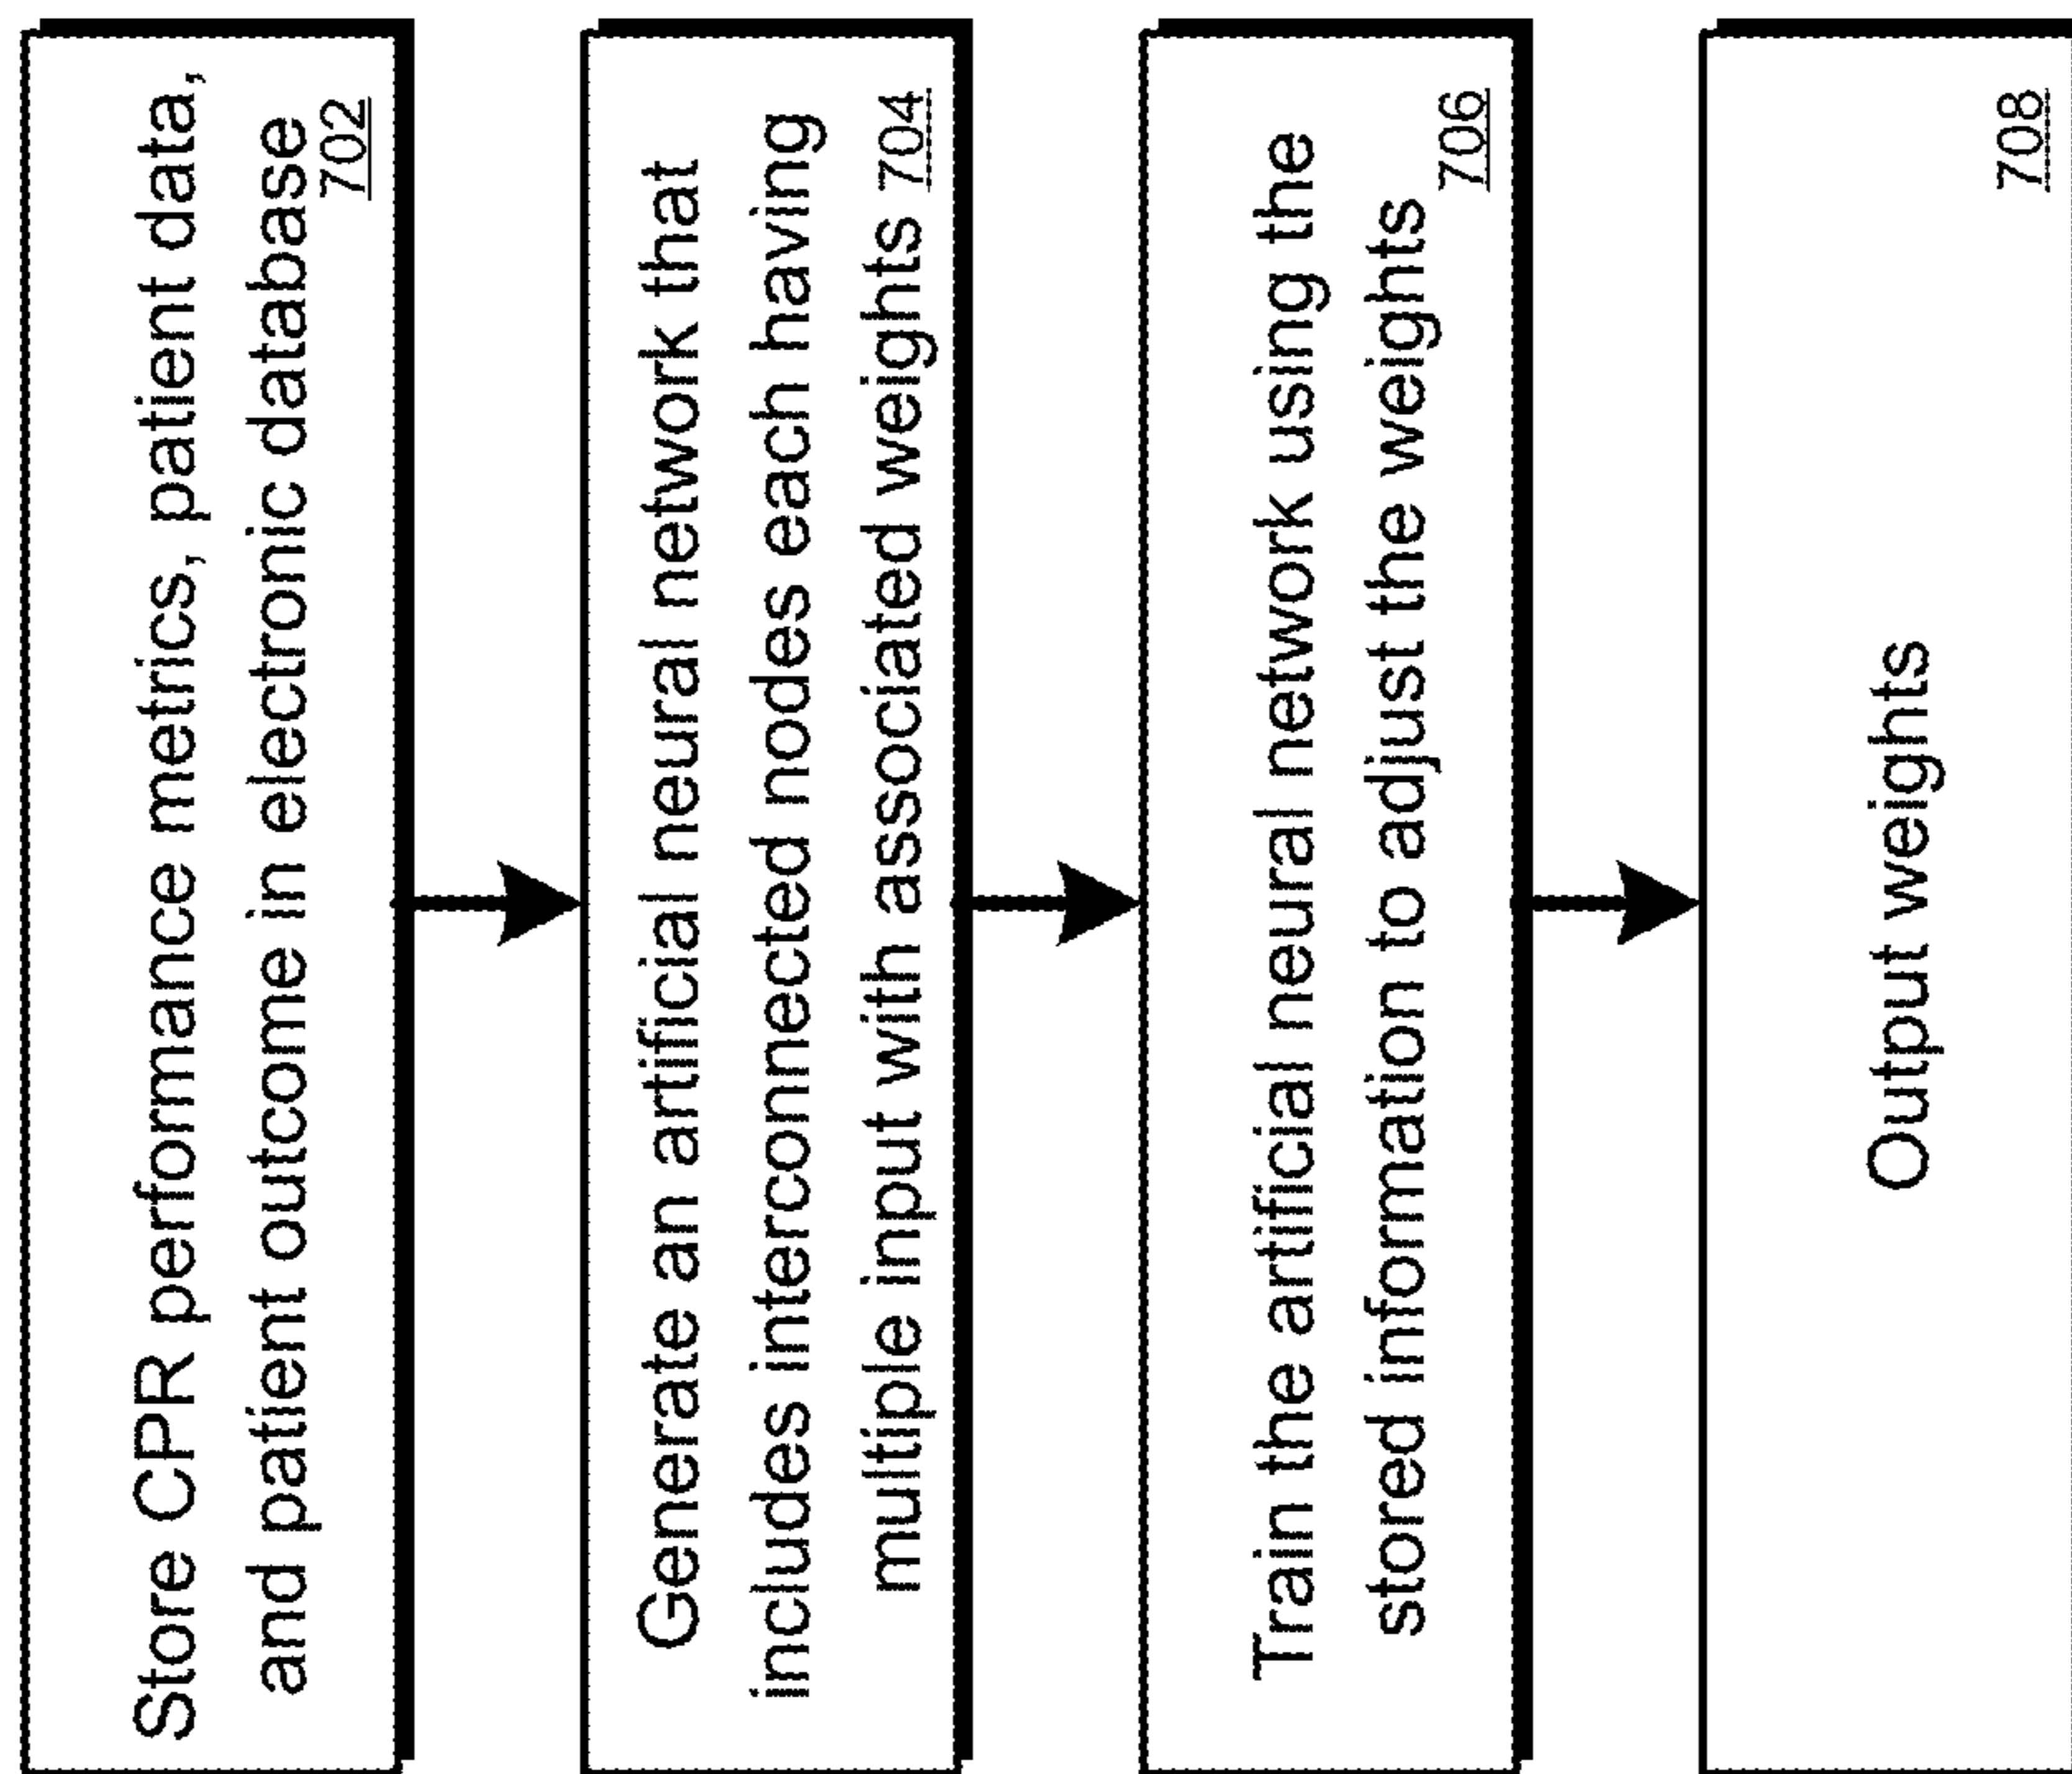 Store CPR performance metrics, patient data,
and patient outcome in electronic database
702
Generate an artificial neural network that
includes interconnected nodes each having
multiple input with associated weights 704
Train the artificial neural network using the
stored information to adjust the weights
706
Output weights
708